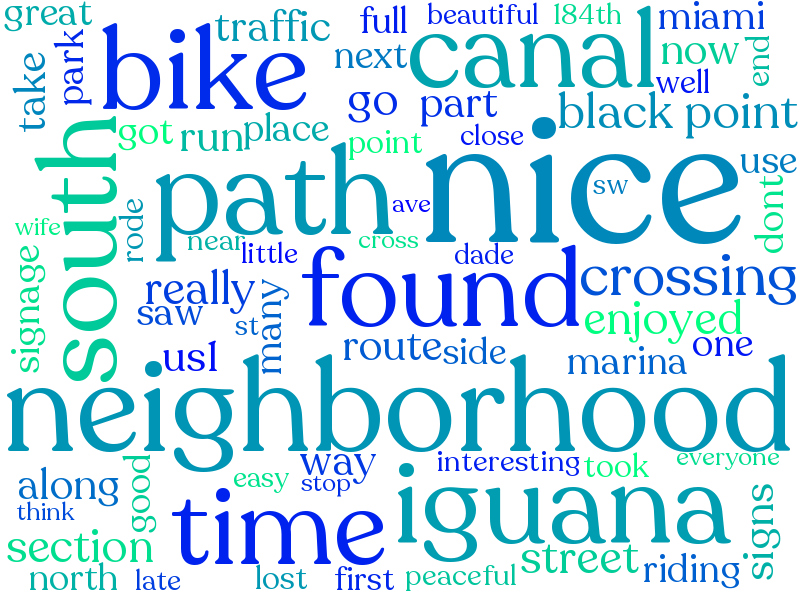 great
traffic
full
beautiful
184th
miami
take
park
bike
next
canal
now
end
well
go
part
black point
south
got
run
place
point
close
nice
use
path
sw
dont
wife
rode
near
little
ave
cross
dade
signage
really
found
crossing
saw
st
many
enjoyed
usl
route
side
marina
one
neighborhood
along
good
easy
way
stop
interesting
took
everyone
think
time
iguana
signs
section
street
north
late
lost
first
peaceful
riding